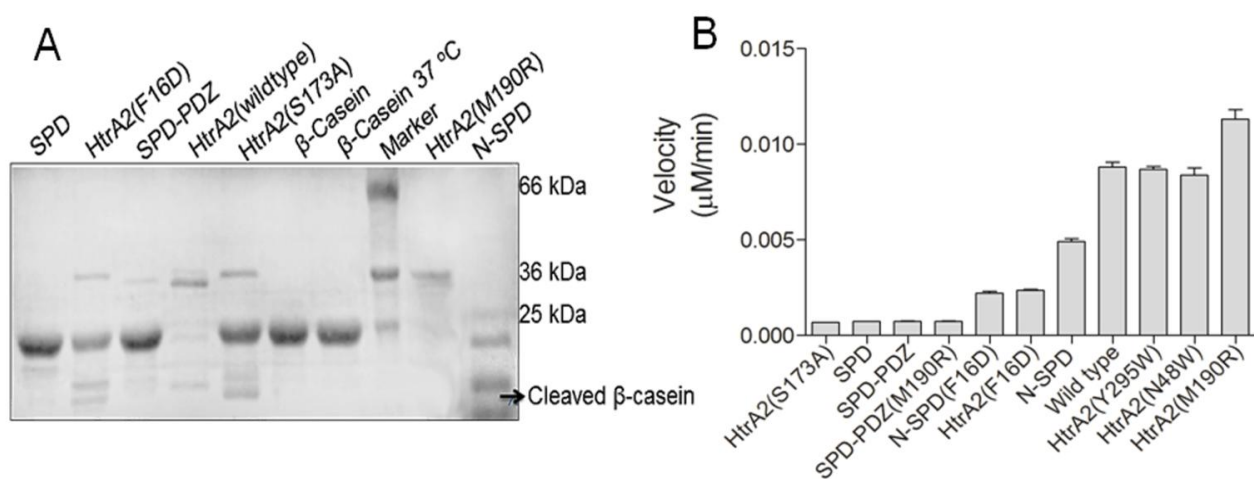 A
SPD
HtrA2(F16D)
SPD-PDZ
HtrA2(wildtype)
HtrA2(S173A)
β-Casein
β-Casein 37 ºC
Marker
HtrA2(M190R)
N-SPD
66 kDa
36 kDa
25 kDa
Cleaved β-casein
B
Velocity
(μM/min)
0.015
0.010
0.005
0.000
HtrA2(S173A)
SPD
SPD-PDZ
SPD-PDZ(M190R)
N-SPD(F16D)
HtrA2(F16D)
N-SPD
Wild type
HtrA2(Y295W)
HtrA2(N48W)
HtrA2(M190R)